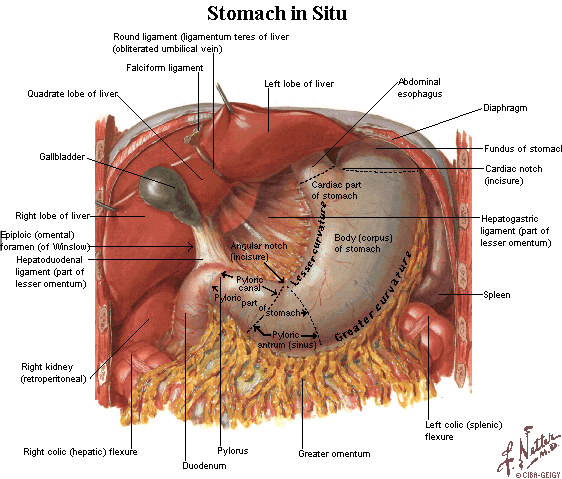 Stomach in Situ
Round ligament (ligamentum teres of liver
(obliterated umbilical vein)
Falciform ligament
Left lobe of liver
Abdominal
esophagus
Quadrate lobe of liver
Diaphragm
Gallbladder
Fundus of stomacl
Cardiac notch
(incisure)
Cardiac part
of stomach
Right lobe of liver
Epiploic (omental)
foramen (of Winslow)
Hepatoduodenal
ligament (part of
lesser omentum)
Angular notch
(incisure)
Lesser curvature
Body (corpus)
of stomach
Hepatogastric
ligament (part of
lesser omentum)
Pyloric
canal
Pyloric part
of stomach
Greater curvature
Spleen
Pyloric
antrum (sinus)
Right kidney
(retroperitoneal)
Left colic (splenic)
flexure
Right colic (hepatic) flexure
Pylorus
Greater omentum
Duodenum
F. Netter
M.D.
© CIBA-GEIGY